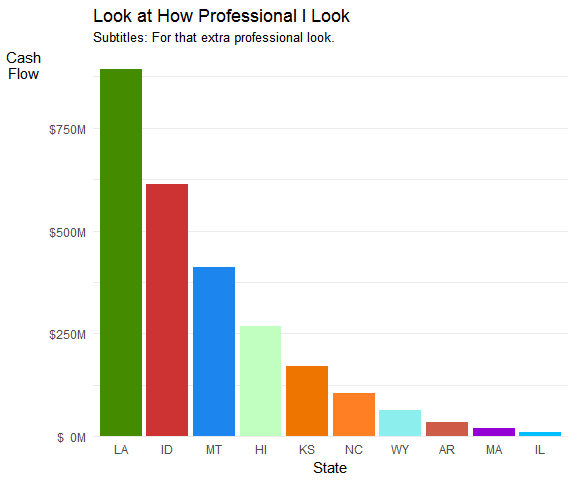 Look at How Professional I Look
Subtitles: For that extra professional look.
Cash
Flow
$750M
$500M
$250M
$  0M
LA ID MT HI KS NC WY AR MA IL
State